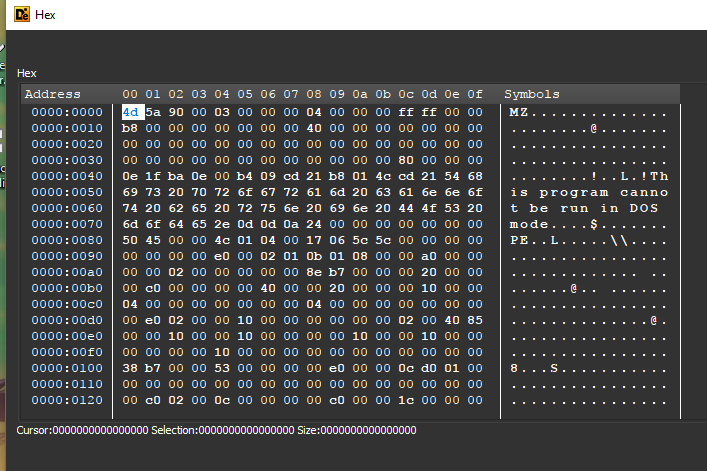 Hex
Hex
Address 00 01 02 03 04 05 06 07 08 09 0a 0b 0c 0d 0e 0f Symbols
0000:0000 4d 5a 90 00 03 00 00 00 04 00 00 00 ff ff 00 00 MZ..............
0000:0010 b8 00 00 00 00 00 00 00 40 00 00 00 00 00 00 00 ........@.......
0000:0020 00 00 00 00 00 00 00 00 00 00 00 00 00 00 00 00 ................
0000:0030 00 00 00 00 00 00 00 00 00 00 00 00 80 00 00 00 ................
0000:0040 0e 1f ba 0e 00 b4 09 cd 21 b8 01 4c cd 21 54 68 ........!..L.!Th
0000:0050 69 73 20 70 72 6f 67 72 61 6d 20 63 61 6e 6e 6f is program canno
0000:0060 74 20 62 65 20 72 75 6e 20 69 6e 20 44 4f 53 20 t be run in DOS
0000:0070 6d 6f 64 65 2e 0d 0d 0a 24 00 00 00 00 00 00 00 mode....$.......
0000:0080 50 45 00 00 4c 01 04 00 17 06 5c 5c 00 00 00 00 PE..L.....\\....
0000:0090 00 00 00 00 e0 00 02 01 0b 01 08 00 00 a0 00 00 ................
0000:00a0 00 00 02 00 00 00 00 00 8e b7 00 00 00 20 00 00 ............. ..
0000:00b0 00 c0 00 00 00 00 40 00 00 20 00 00 00 10 00 00 ......@.. ......
0000:00c0 04 00 00 00 00 00 00 00 04 00 00 00 00 00 00 00 ................
0000:00d0 00 e0 02 00 00 10 00 00 00 00 00 00 02 00 40 85 ..............@.
0000:00e0 00 00 10 00 00 10 00 00 00 00 10 00 00 10 00 00 ................
0000:00f0 00 00 00 00 10 00 00 00 00 00 00 00 00 00 00 00 ................
0000:0100 38 b7 00 00 53 00 00 00 00 e0 00 00 0c d0 01 00 8...S...........
0000:0110 00 00 00 00 00 00 00 00 00 00 00 00 00 00 00 00 ................
0000:0120 00 c0 02 00 0c 00 00 00 00 c0 00 00 1c 00 00 00 ................
Cursor:0000000000000000 Selection:0000000000000000 Size:0000000000000000